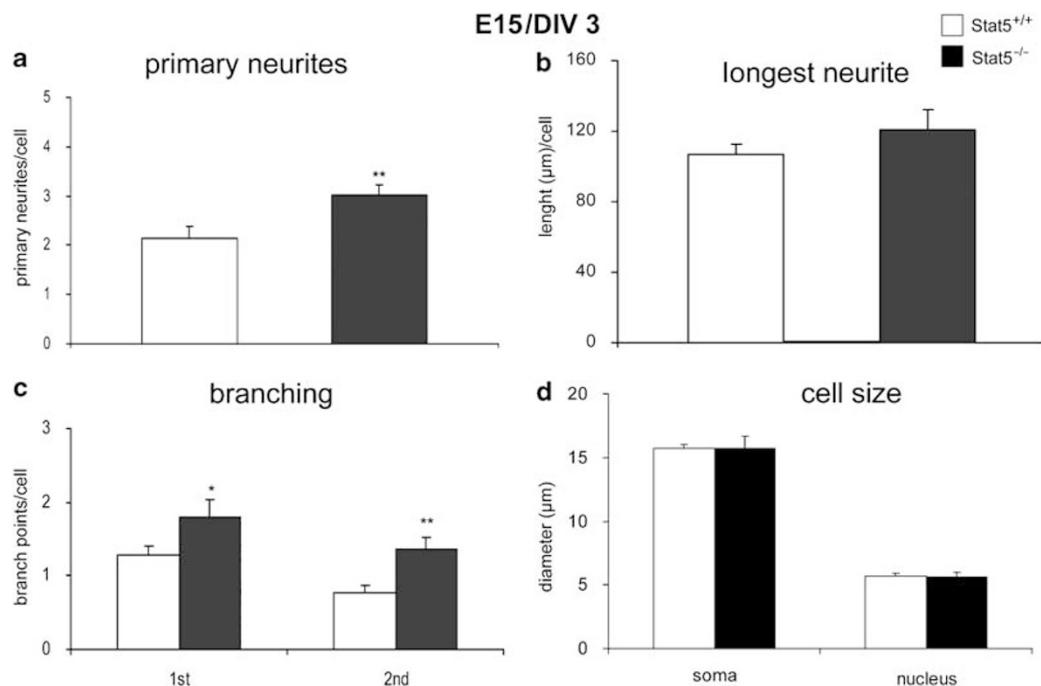 E15/DIV 3
Stat5+/+
Stat5-/-
a
primary neurites
primary neurites/cell
5
4
3
2
1
0
**
b
longest neurite
lenght (µm)/cell
160
120
80
40
0
c
branching
branch points/cell
3
2
1
0
*
**
1st
2nd
d
cell size
diameter (µm)
20
15
10
5
0
soma
nucleus